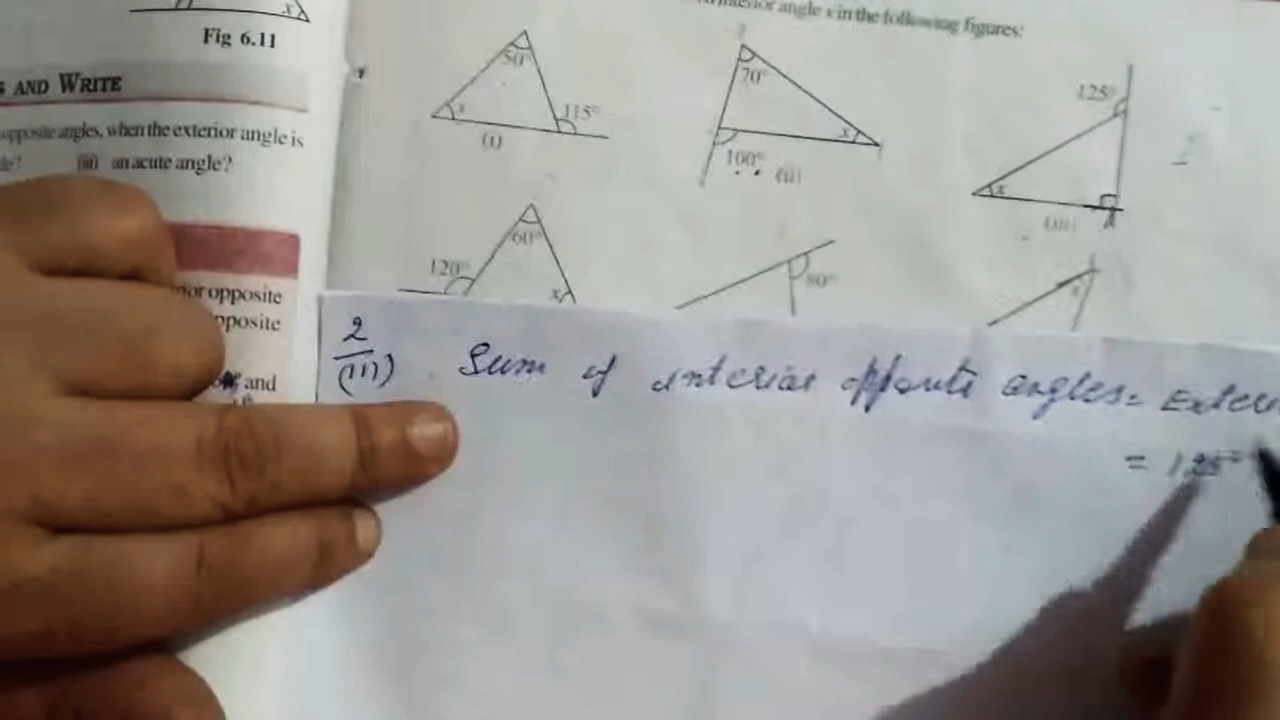 Fig 6.11
AND WRITE
opposite angles, when the exterior angle is
(iii) an acute angle?
opposite
and
angle x in the following figures:
50°
x
115°
(i)
70°
x
100°
(ii)
125°
x
(iii)
60°
120°
x
80°
x
2
(iii) Sum of interior opposite angles = Exter
= 125°